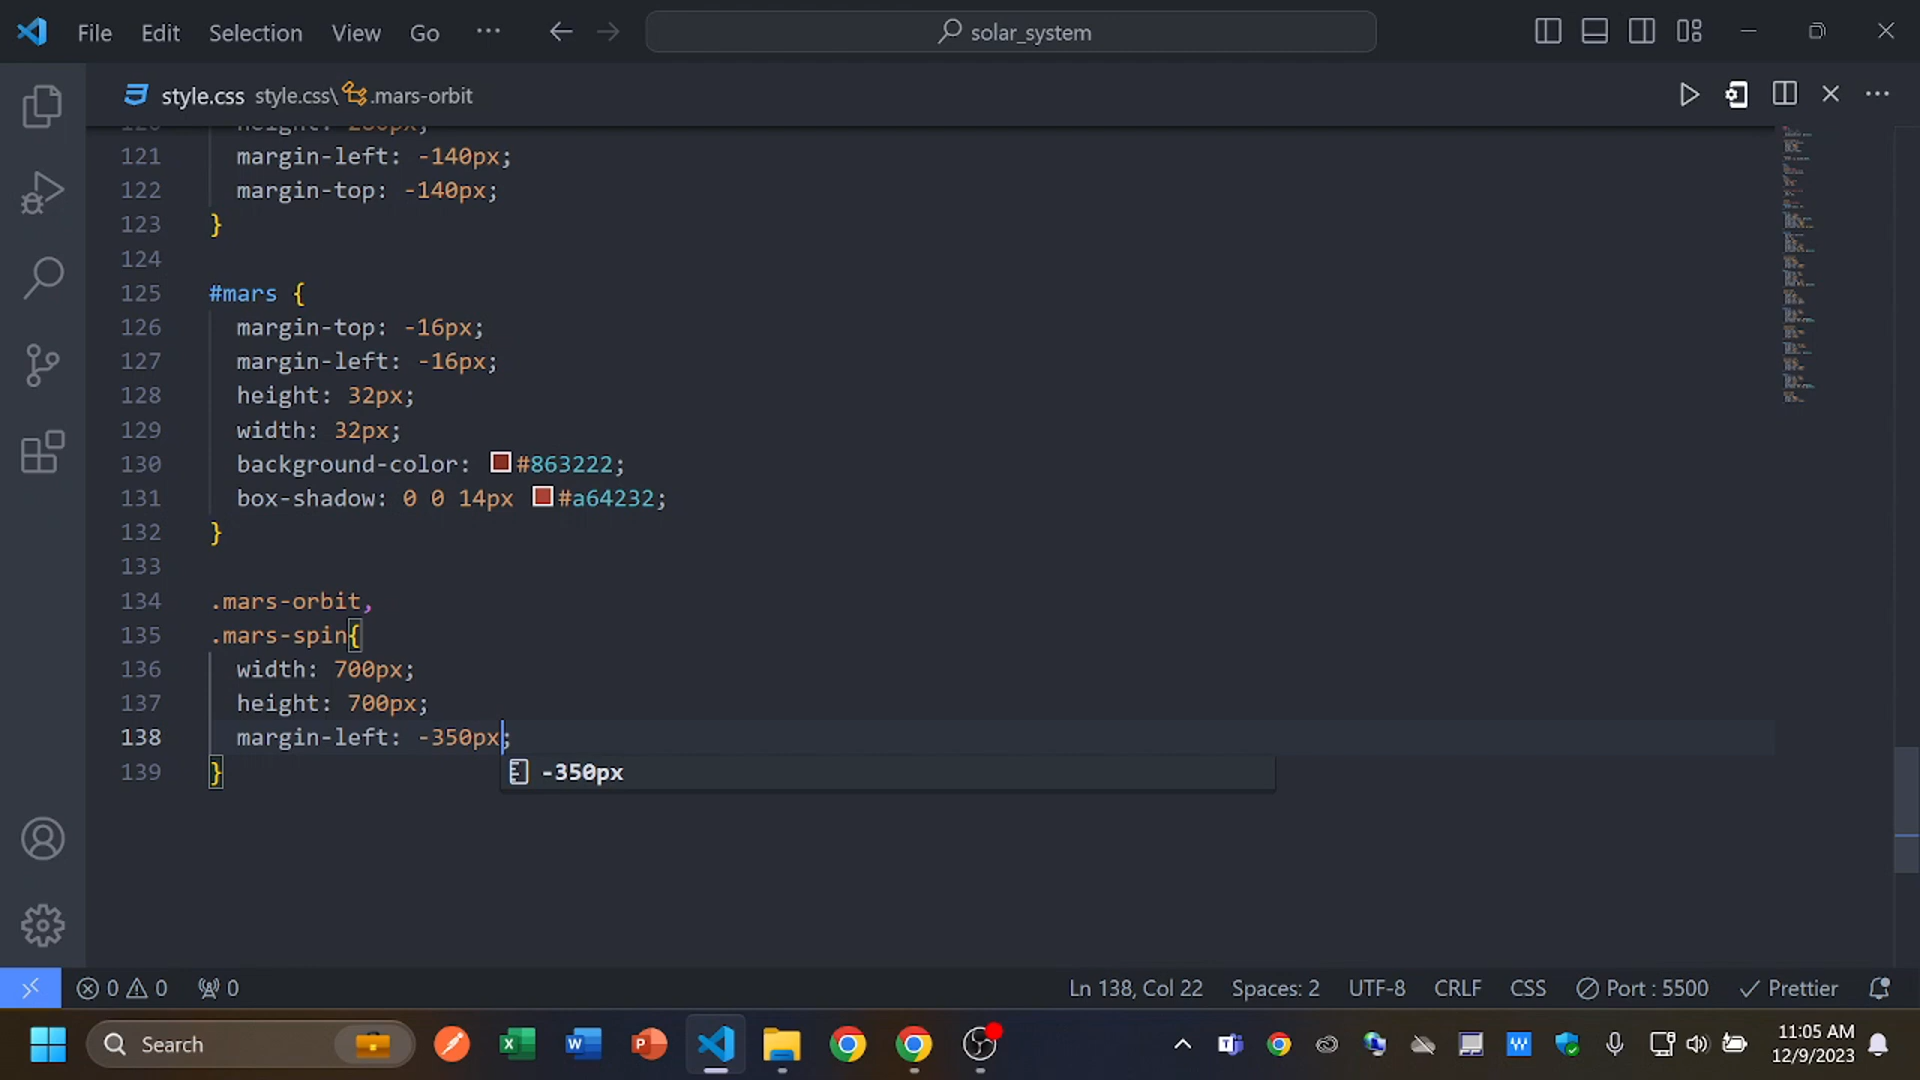 File Edit Selection View Go ··· solar_system
style.css style.css\ .mars-orbit
120 height: 280px;
121 margin-left: -140px;
122 margin-top: -140px;
123 }
124
125 #mars {
126 margin-top: -16px;
127 margin-left: -16px;
128 height: 32px;
129 width: 32px;
130 background-color: #863222;
131 box-shadow: 0 0 14px #a64232;
132 }
133
134 .mars-orbit,
135 .mars-spin{
136 width: 700px;
137 height: 700px;
138 margin-left: -350px;
139 }
-350px
0 0 0 Ln 138, Col 22 Spaces: 2 UTF-8 CRLF CSS Port : 5500 Prettier
Search 11:05 AM
12/9/2023